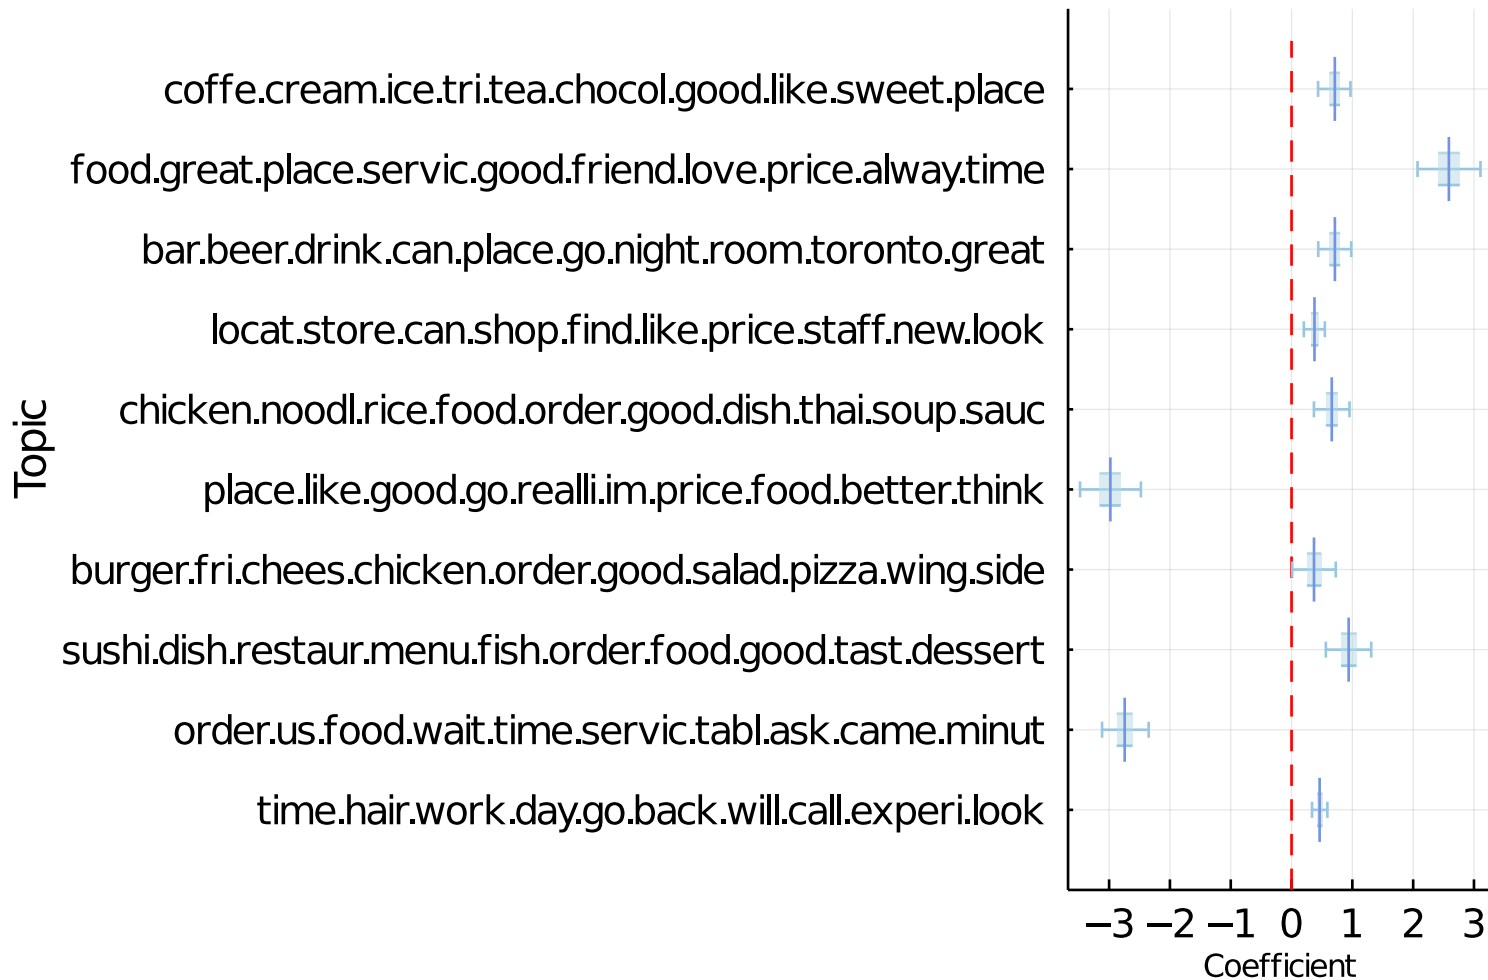 coffe.cream.ice.tri.tea.chocol.good.like.sweet.place
food.great.place.servic.good.friend.love.price.alway.time
bar.beer.drink.can.place.go.night.room.toronto.great
locat.store.can.shop.find.like.price.staff.new.look
chicken.noodl.rice.food.order.good.dish.thai.soup.sauc
Topic
place.like.good.go.realli.im.price.food.better.think
burger.fri.chees.chicken.order.good.salad.pizza.wing.side
sushi.dish.restaur.menu.fish.order.food.good.tast.dessert
order.us.food.wait.time.servic.tabl.ask.came.minut
time.hair.work.day.go.back.will.call.experi.look
−3 −2 −1 0 1 2 3
Coefficient